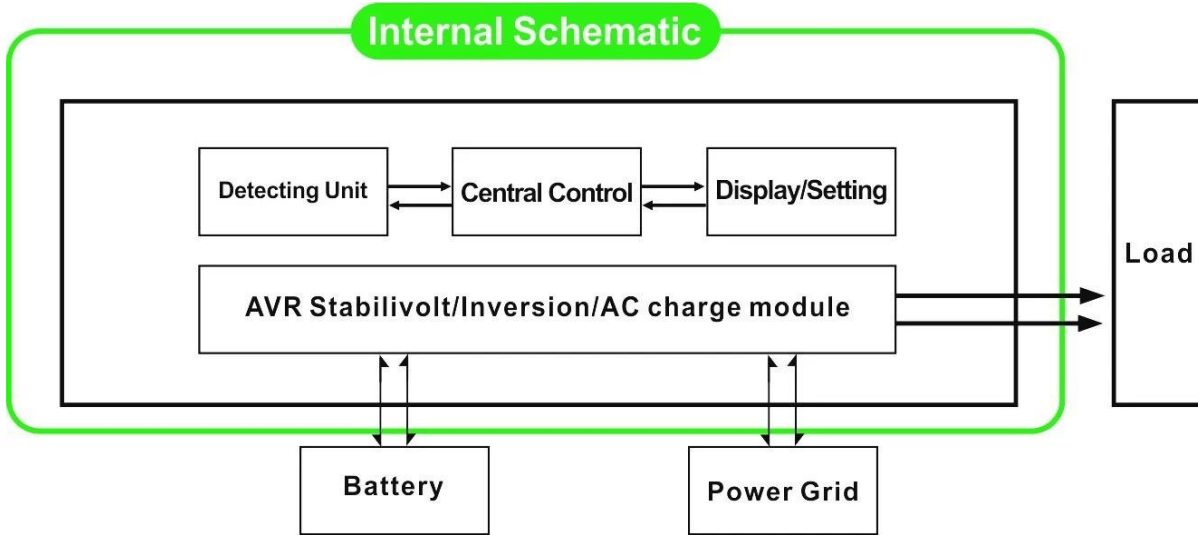 Internal Schematic
Detecting Unit
Central Control
Display/Setting
Load
AVR Stabilivolt/Inversion/AC charge module
Battery
Power Grid